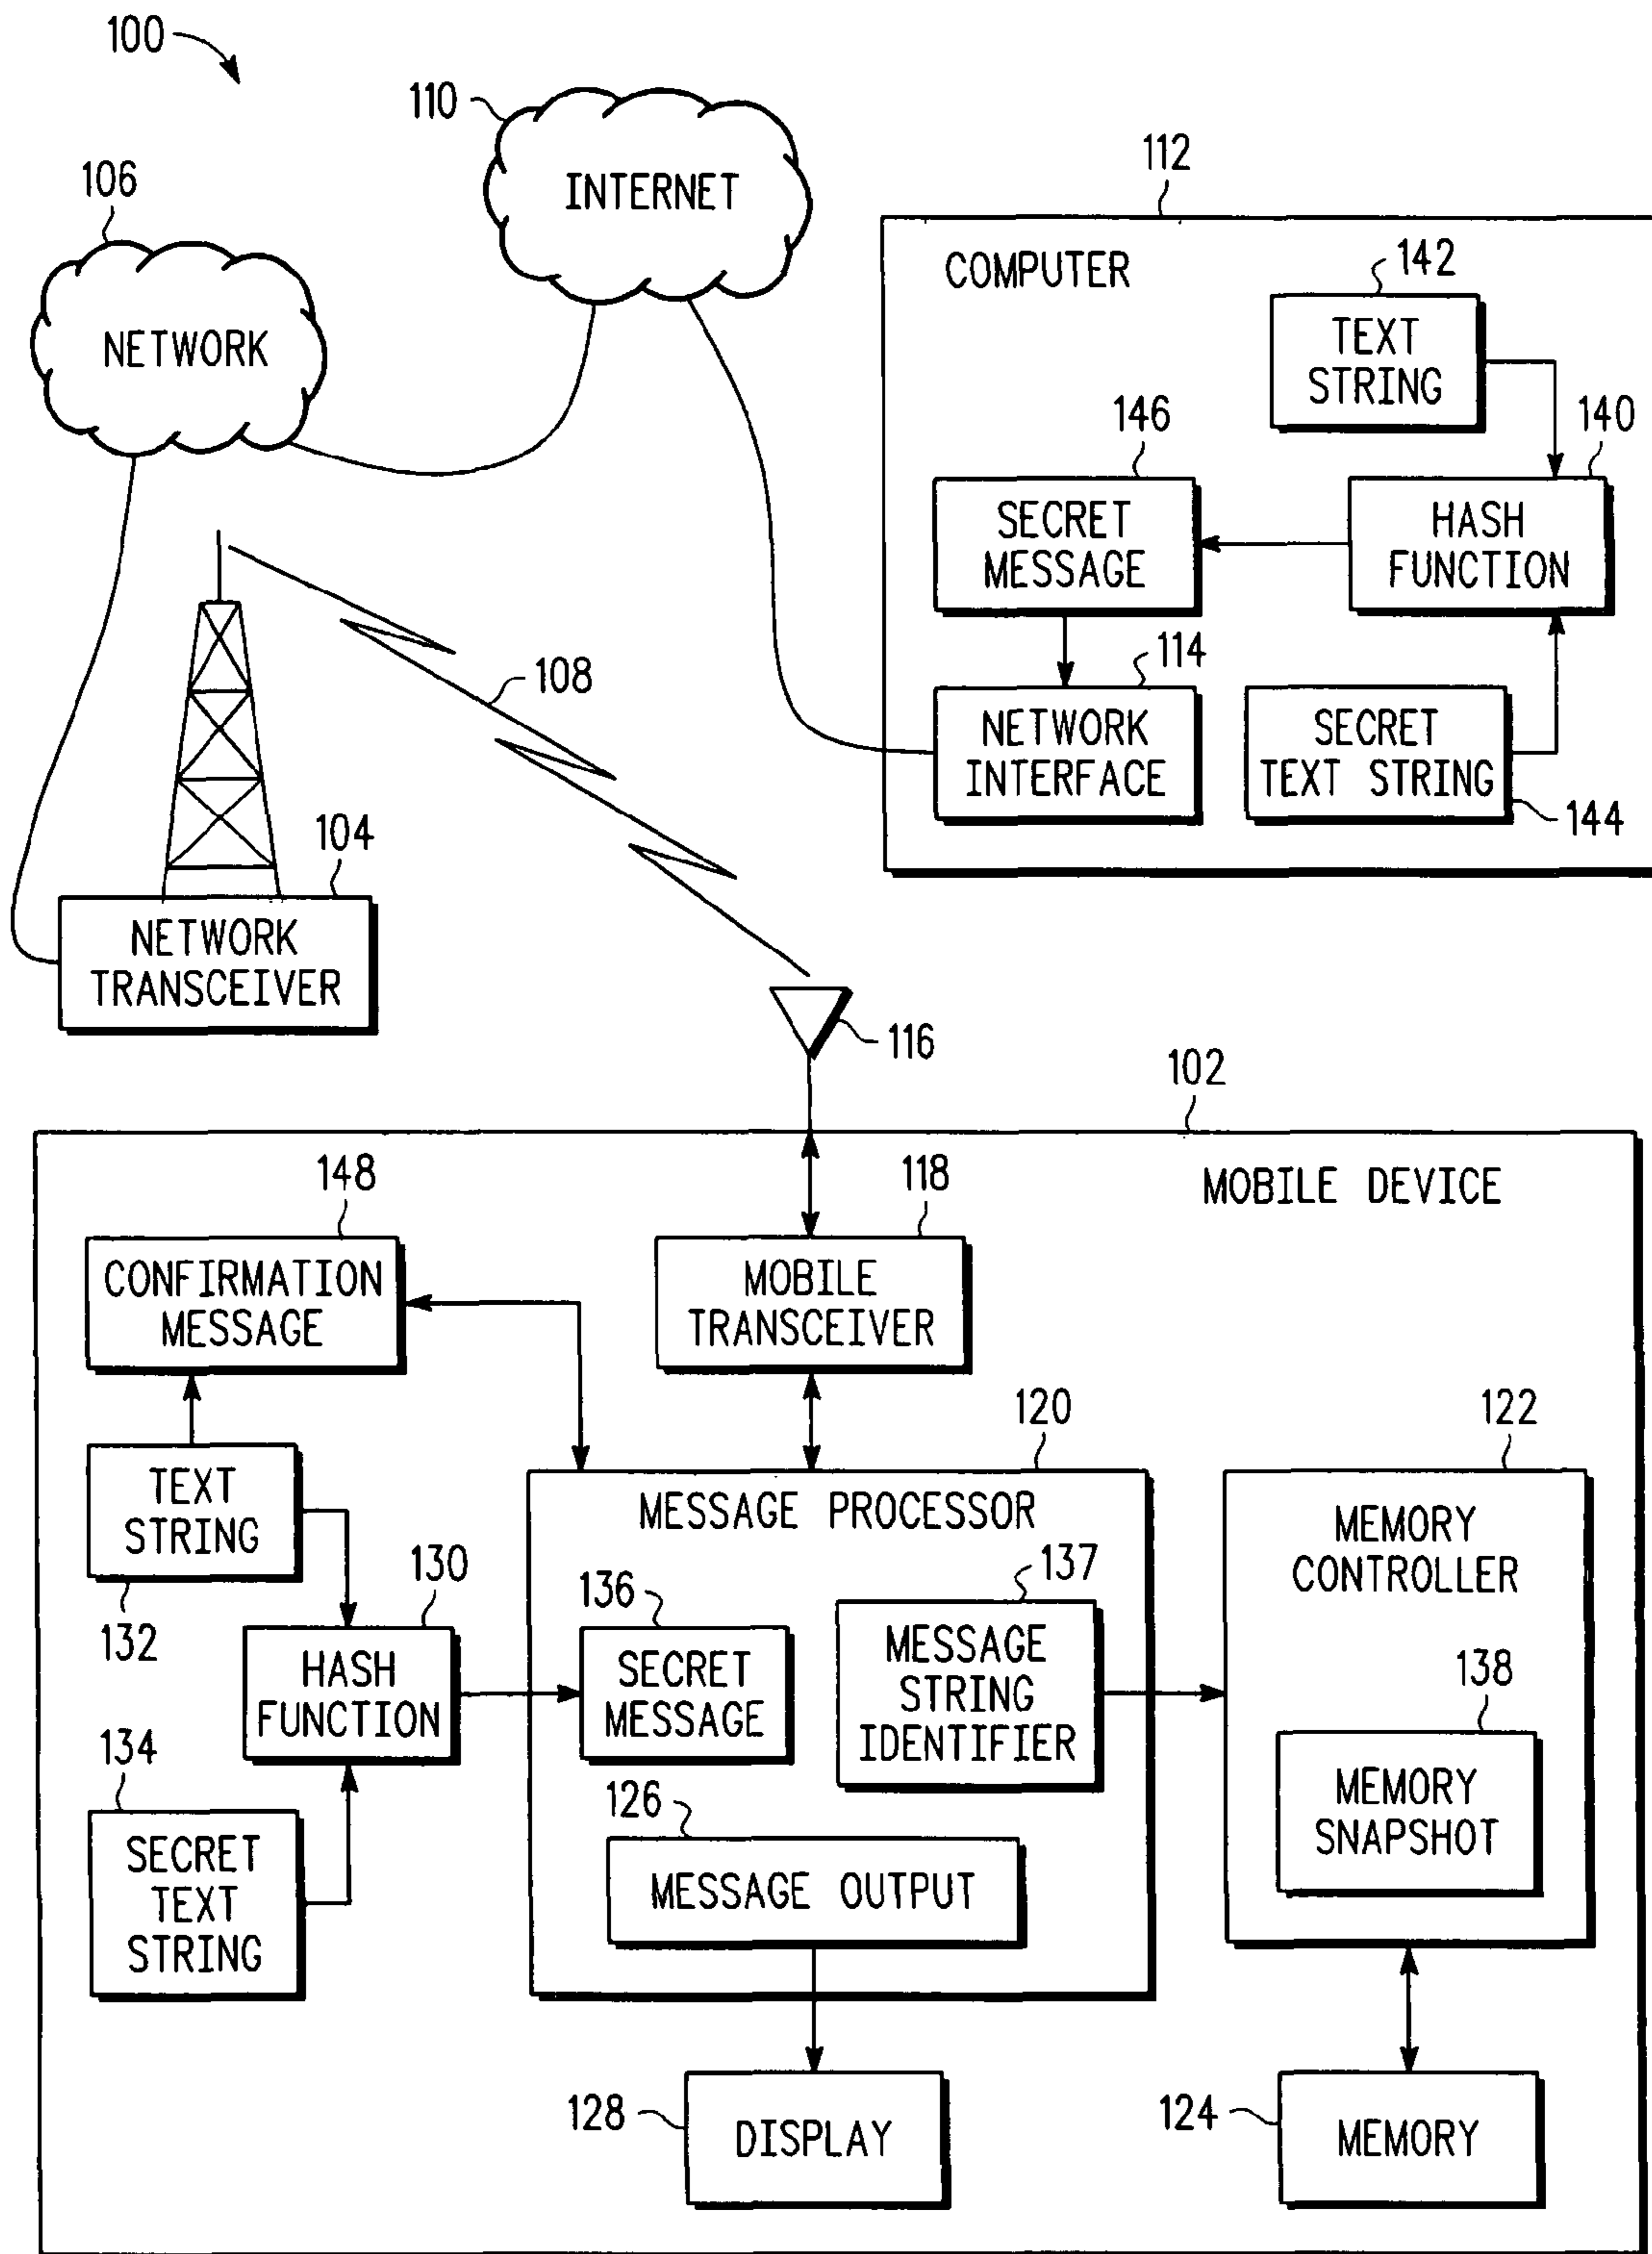 100
110
INTERNET
106
NETWORK
112
COMPUTER
142
TEXT
STRING
146
SECRET
MESSAGE
140
HASH
FUNCTION
114
NETWORK
INTERFACE
SECRET
TEXT STRING
144
108
104
NETWORK
TRANSCEIVER
116
102
MOBILE DEVICE
148
CONFIRMATION
MESSAGE
118
MOBILE
TRANSCEIVER
TEXT
STRING
132
130
HASH
FUNCTION
134
SECRET
TEXT
STRING
120
MESSAGE PROCESSOR
136
SECRET
MESSAGE
137
MESSAGE
STRING
IDENTIFIER
126
MESSAGE OUTPUT
122
MEMORY
CONTROLLER
138
MEMORY
SNAPSHOT
128
DISPLAY
124
MEMORY